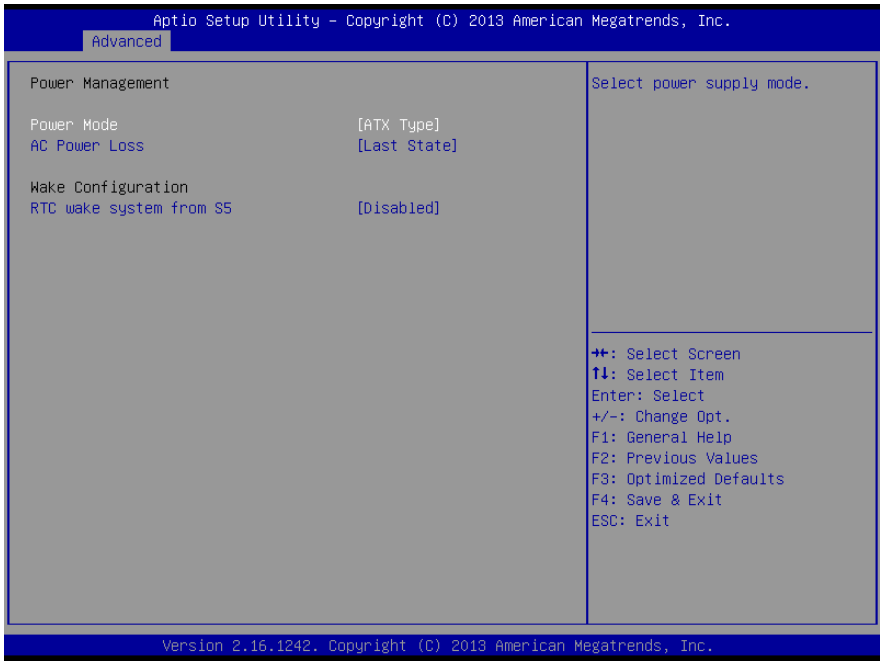 Aptio Setup Utility – Copyright (C) 2013 American Megatrends, Inc.
Advanced
Power Management
Power Mode [ATX Type]
AC Power Loss [Last State]
Wake Configuration
RTC wake system from S5 [Disabled]
Select power supply mode.
→←: Select Screen
↑↓: Select Item
Enter: Select
+/-: Change Opt.
F1: General Help
F2: Previous Values
F3: Optimized Defaults
F4: Save & Exit
ESC: Exit
Version 2.16.1242. Copyright (C) 2013 American Megatrends, Inc.